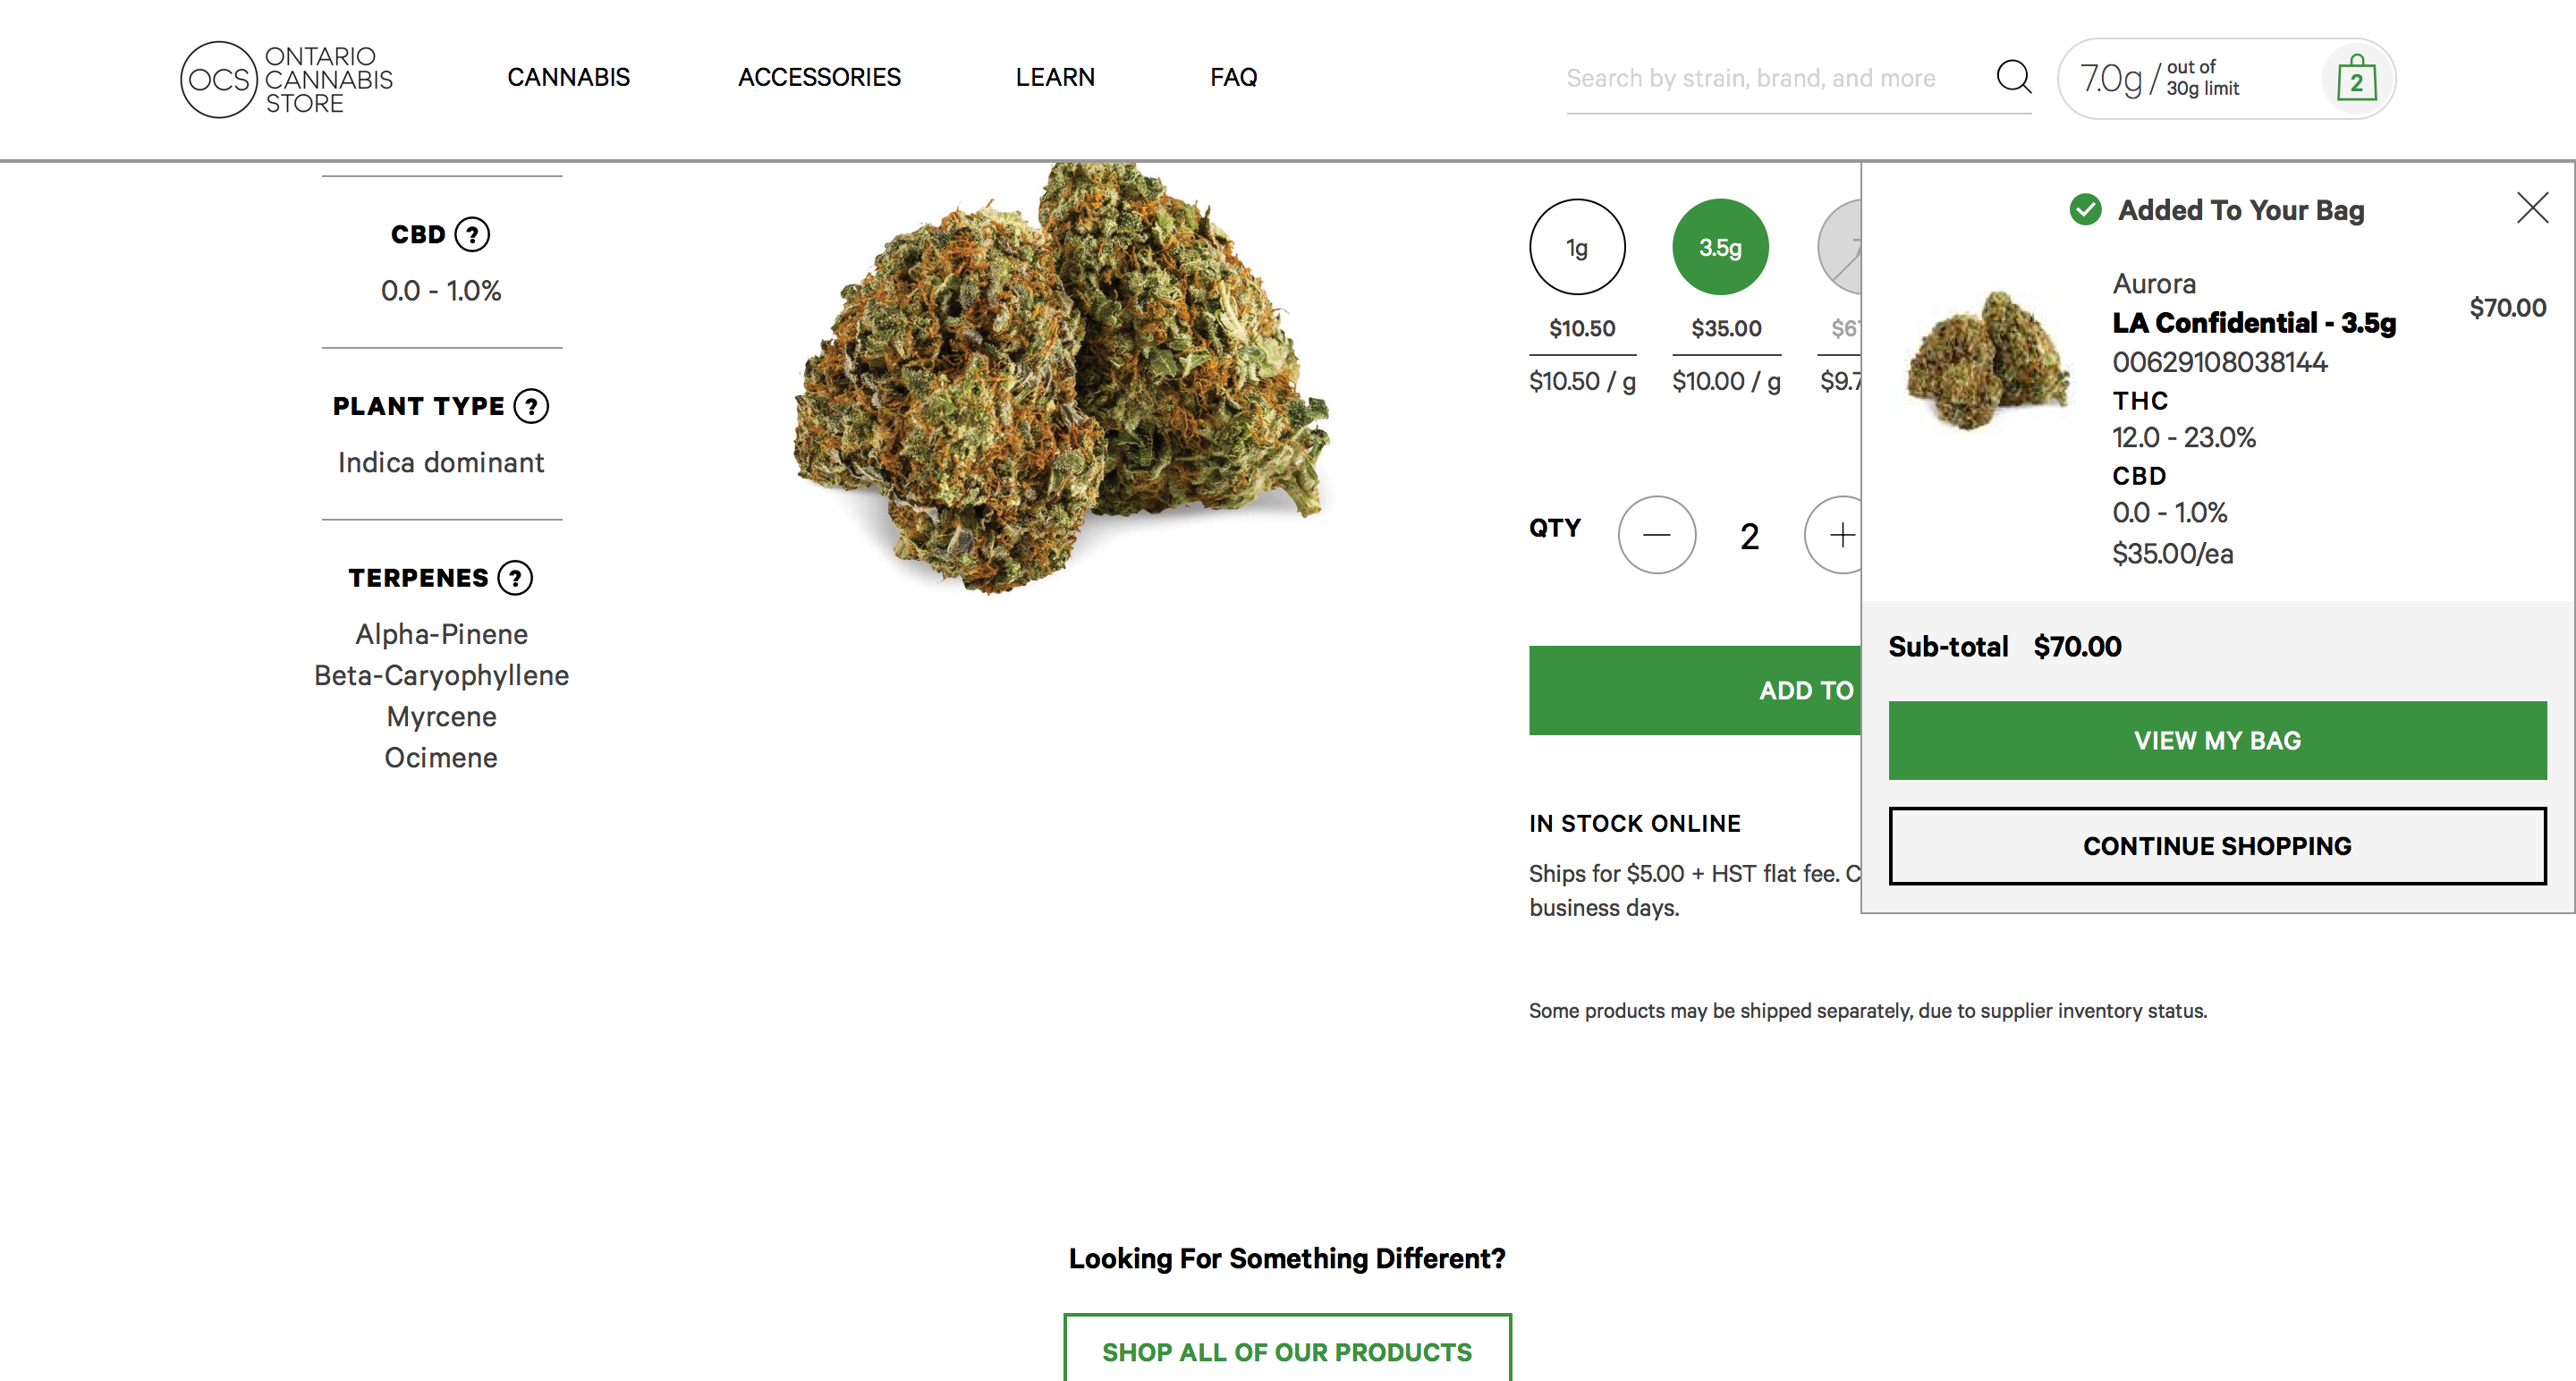 OCS
ONTARIO
CANNABIS
STORE
CANNABIS
ACCESSORIES
LEARN
FAQ
Search by strain, brand, and more
7.0g / out of
30g limit
2
CBD ?
0.0 - 1.0%
PLANT TYPE ?
Indica dominant
TERPENES ?
Alpha-Pinene
Beta-Caryophyllene
Myrcene
Ocimene
1g
3.5g
$10.50
$35.00
$10.50 / g
$10.00 / g
$9.7
QTY
2
ADD TO
IN STOCK ONLINE
Ships for $5.00 + HST flat fee. C
business days.
Some products may be shipped separately, due to supplier inventory status.
Added To Your Bag
Aurora
LA Confidential - 3.5g
00629108038144
THC
12.0 - 23.0%
CBD
0.0 - 1.0%
$35.00/ea
$70.00
Sub-total $70.00
VIEW MY BAG
CONTINUE SHOPPING
Looking For Something Different?
SHOP ALL OF OUR PRODUCTS